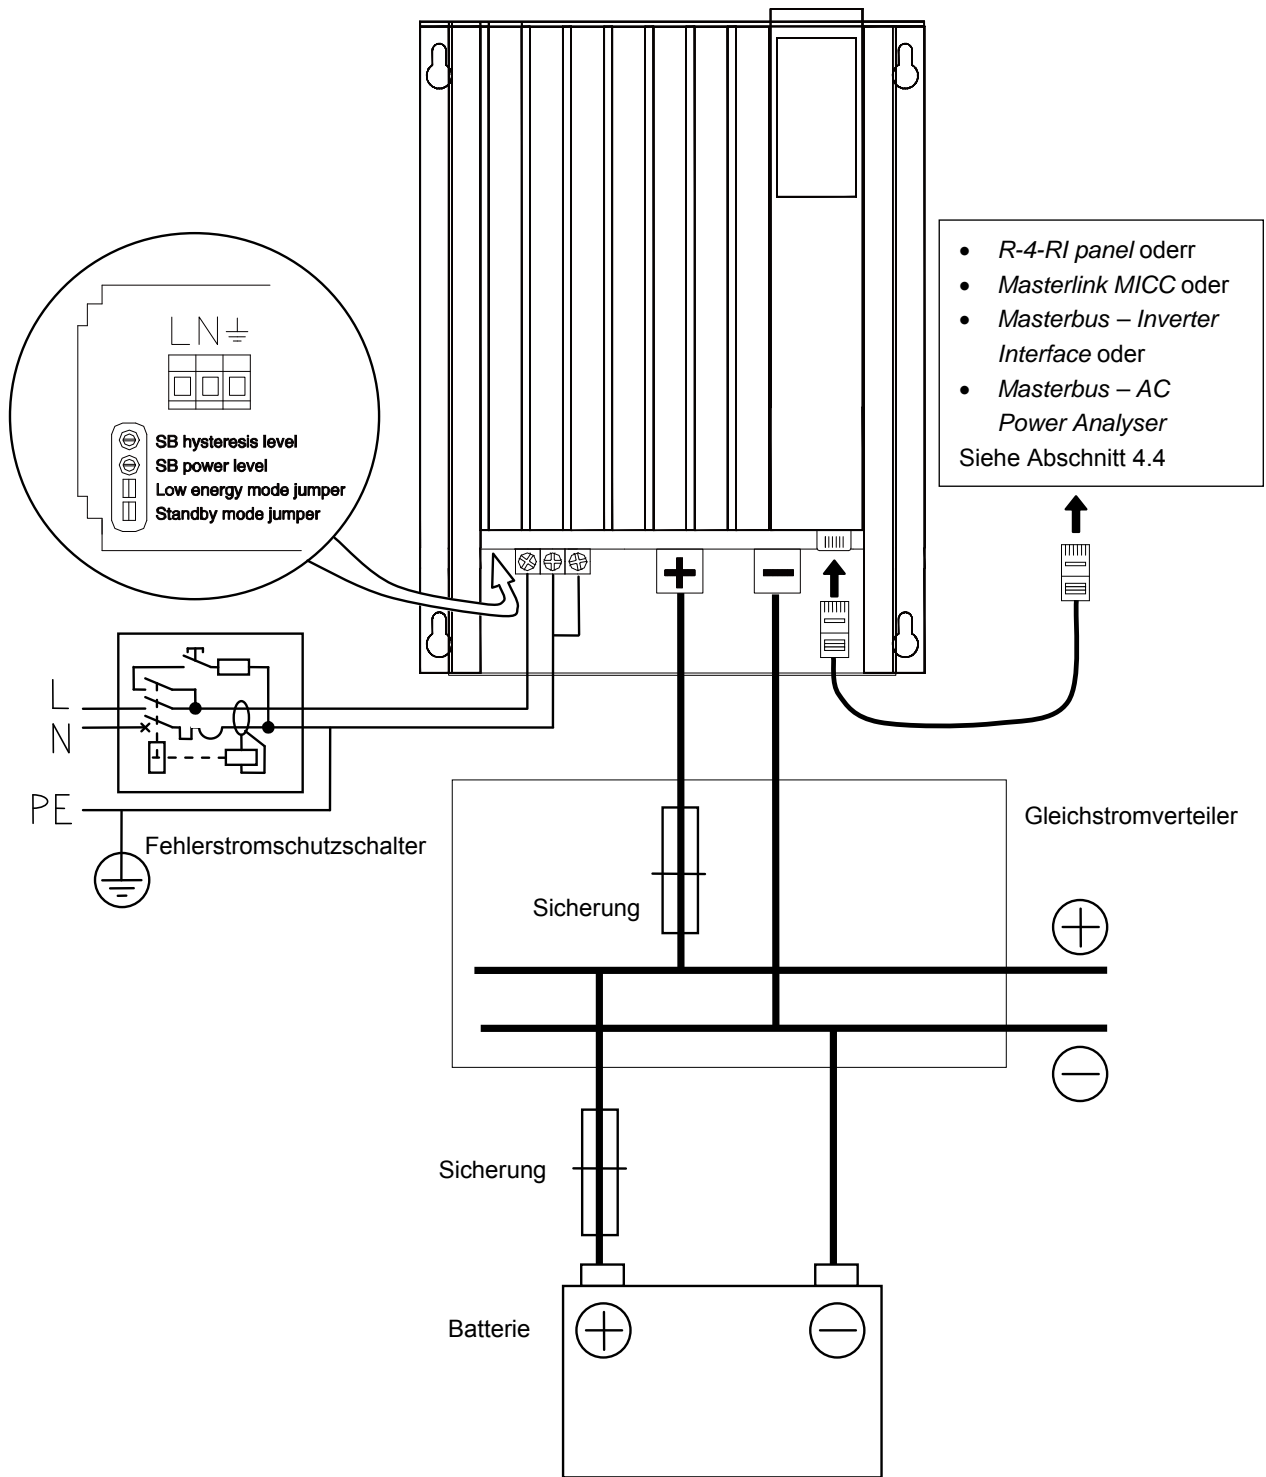 • R-4-RI panel oderr
• Masterlink MICC oder
• Masterbus – Inverter
Interface oder
• Masterbus – AC
Power Analyser
Siehe Abschnitt 4.4
L N
SB hysteresis level
SB power level
Low energy mode jumper
Standby mode jumper
+ −
L
N
PE
Fehlerstromschutzschalter
Gleichstromverteiler
Sicherung
+
−
Sicherung
Batterie
+ −